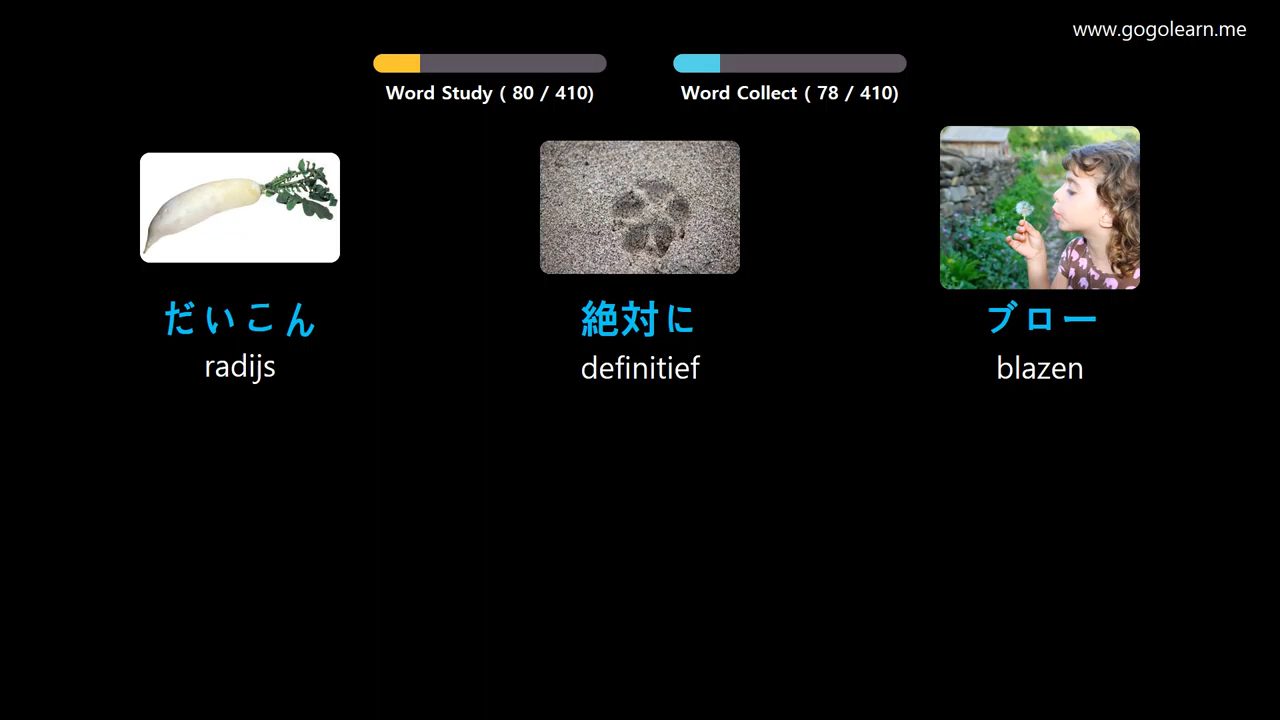 www.gogolearn.me
Word Study ( 80 / 410)
Word Collect ( 78 / 410)
だいこん
radijs
絶対に
definitief
ブロー
blazen